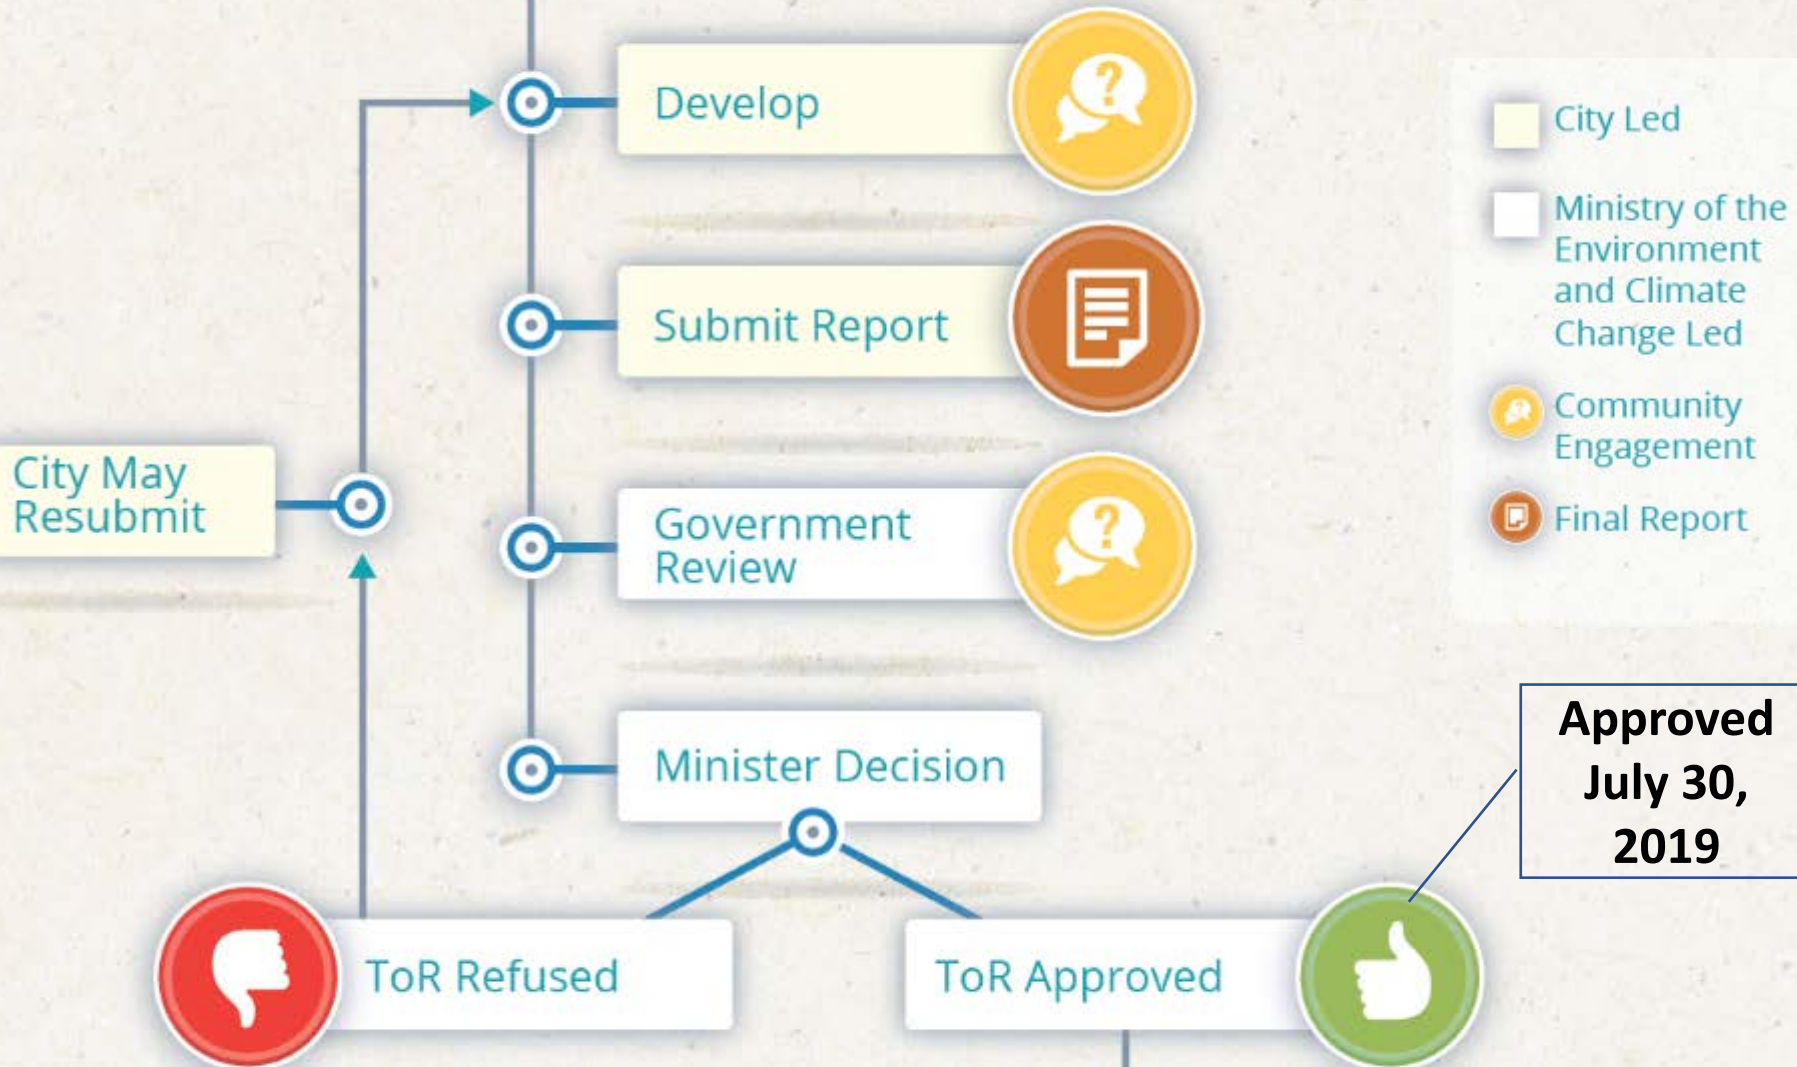 Develop
Submit Report
City May
Resubmit
Government
Review
Minister Decision
ToR Refused
ToR Approved
City Led
Ministry of the
Environment
and Climate
Change Led
Community
Engagement
Final Report
Approved
July 30,
2019